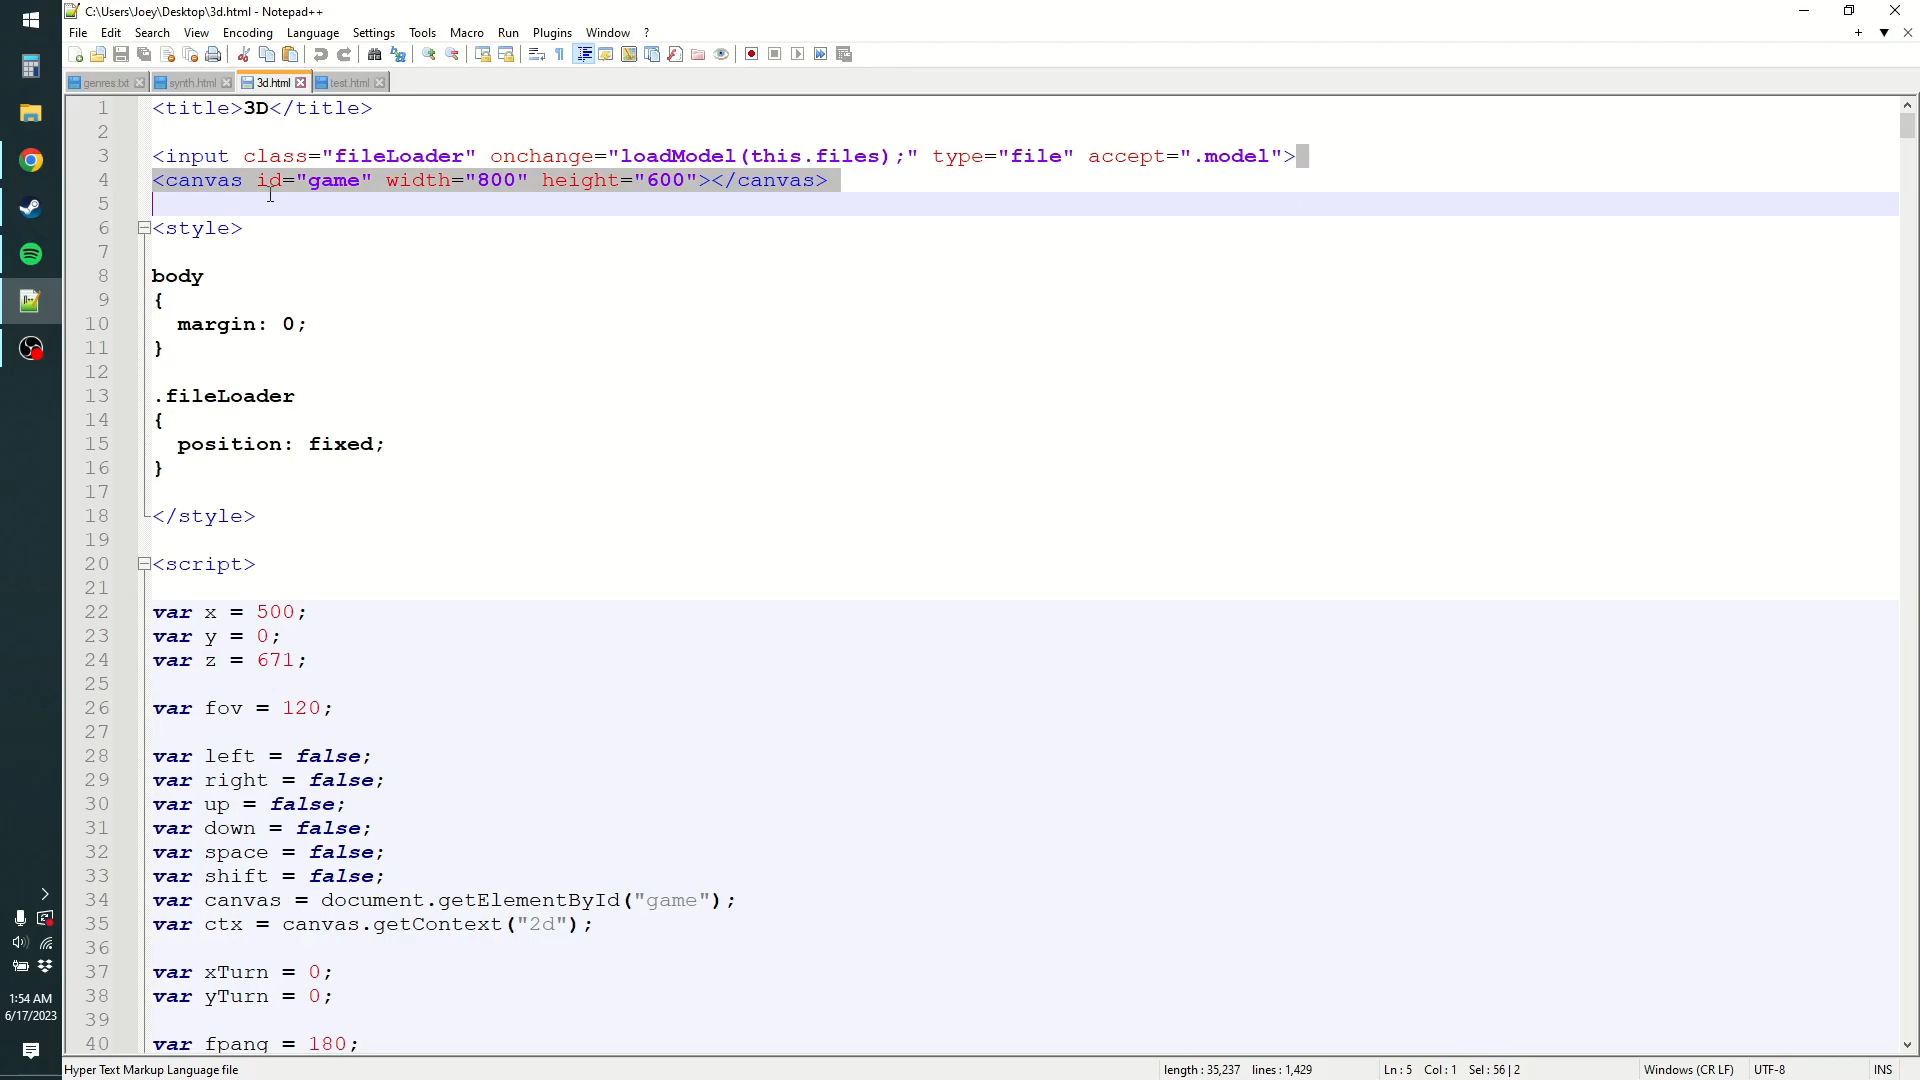 C:\Users\Joey\Desktop\3d.html - Notepad++
File Edit Search View Encoding Language Settings Tools Macro Run Plugins Window ?
genres.txt synth.html 3d.html test.html
1 <title>3D</title>
2
3 <input class="fileLoader" onchange="loadModel(this.files);" type="file" accept=".model">
4 <canvas id="game" width="800" height="600"></canvas>
5
6 <style>
7
8 body
9 {
10 margin: 0;
11 }
12
13 .fileLoader
14 {
15 position: fixed;
16 }
17
18 </style>
19
20 <script>
21
22 var x = 500;
23 var y = 0;
24 var z = 671;
25
26 var fov = 120;
27
28 var left = false;
29 var right = false;
30 var up = false;
31 var down = false;
32 var space = false;
33 var shift = false;
34 var canvas = document.getElementById("game");
35 var ctx = canvas.getContext("2d");
36
37 var xTurn = 0;
38 var yTurn = 0;
39
40 var fpang = 180;
1:54 AM
6/17/2023
Hyper Text Markup Language file length : 35,237 lines : 1,429 Ln : 5 Col : 1 Sel : 56 | 2 Windows (CR LF) UTF-8 INS